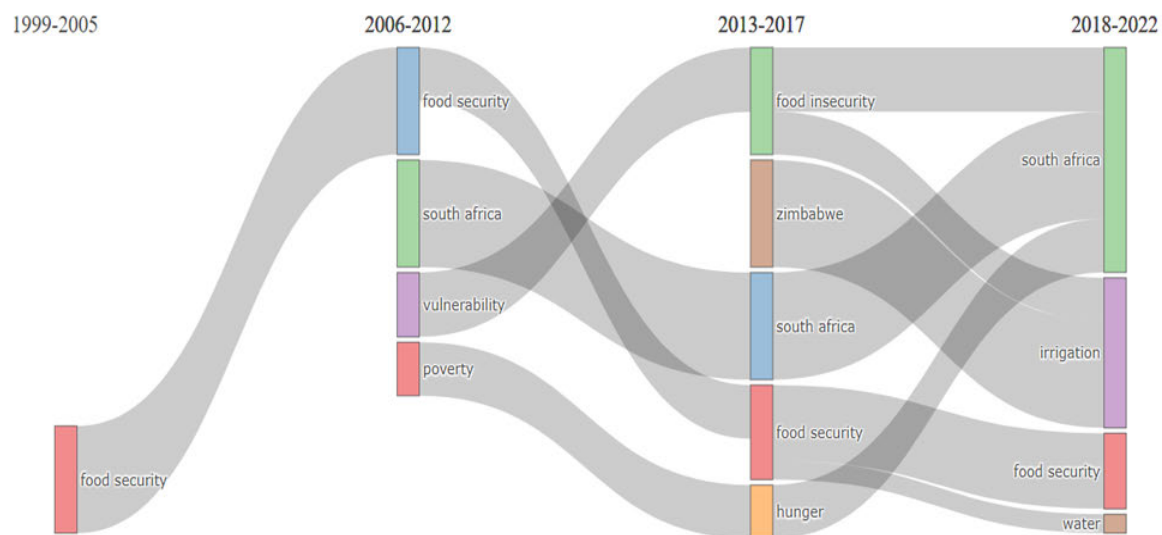 1999-2005
2006-2012
2013-2017
2018-2022
food security
food security
south africa
vulnerability
poverty
food insecurity
zimbabwe
south africa
food security
hunger
south africa
irrigation
food security
water